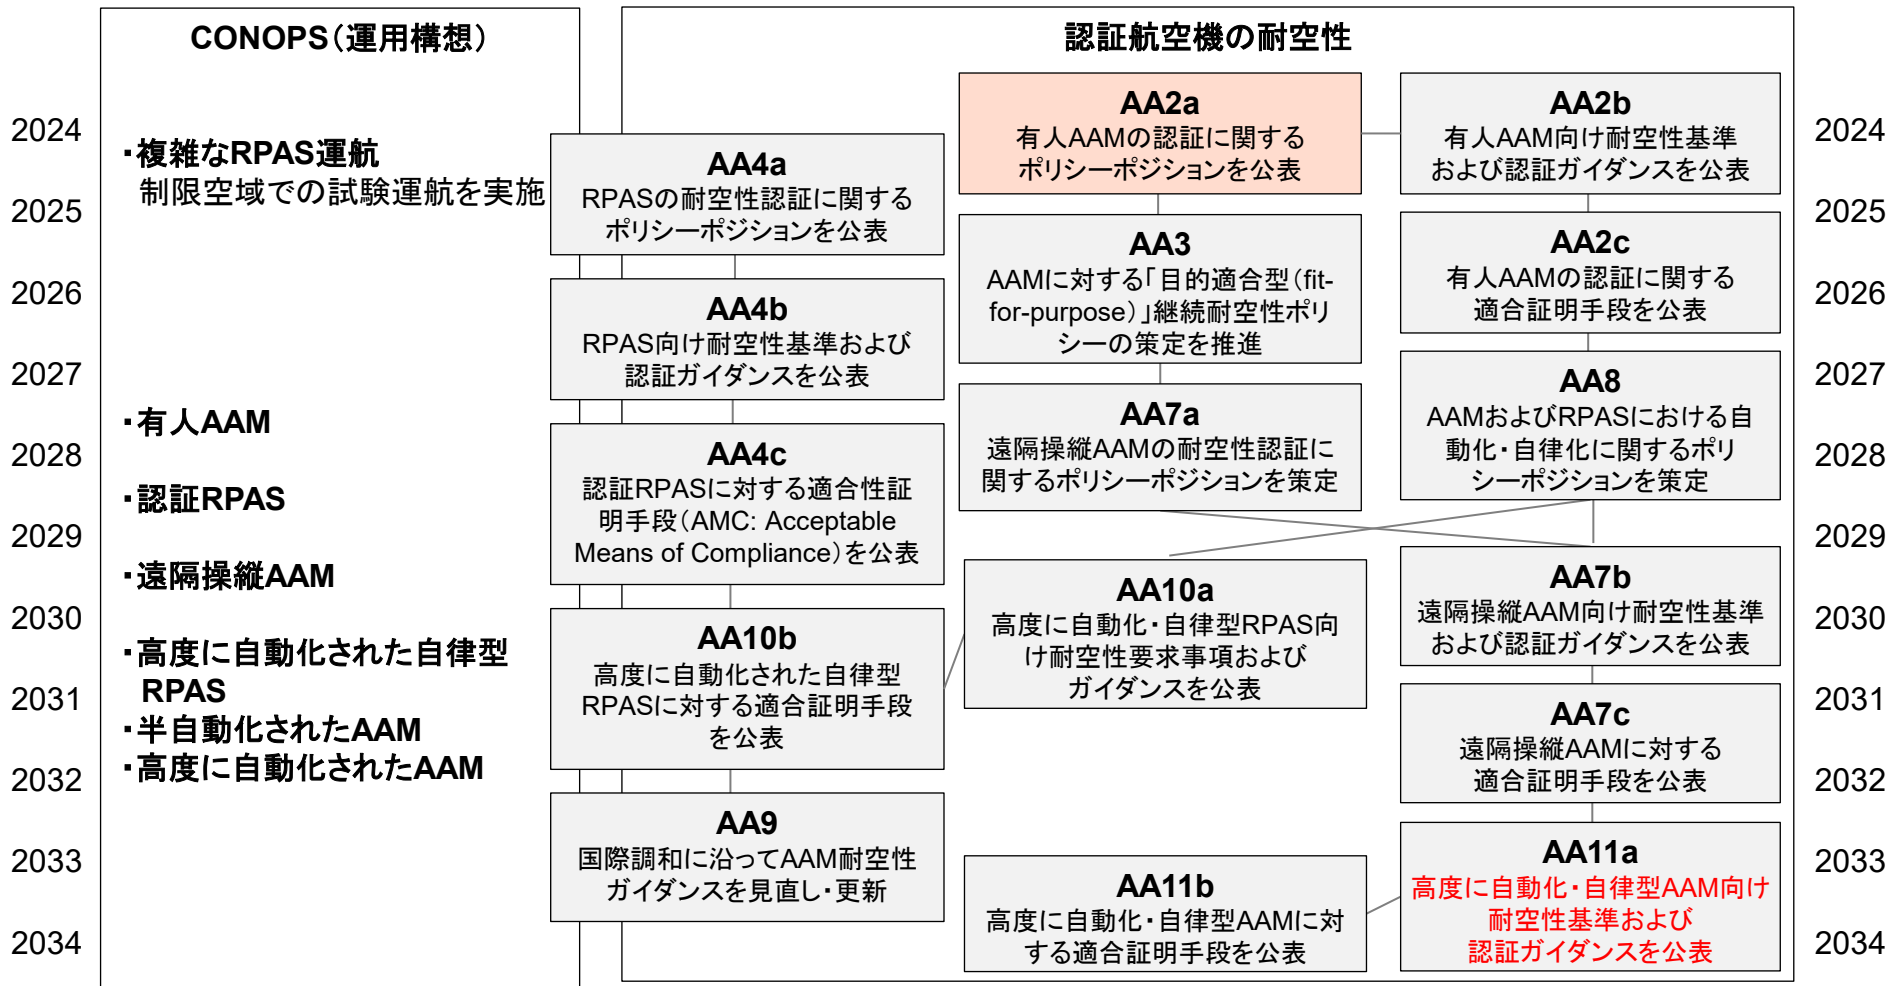 CONOPS(運用構想)
認証航空機の耐空性
2024
2025
2026
2027
2028
2029
2030
2031
2032
2033
2034
・複雑なRPAS運航
制限空域での試験運航を実施
・有人AAM
・認証RPAS
・遠隔操縦AAM
・高度に自動化された自律型
RPAS
・半自動化されたAAM
・高度に自動化されたAAM
AA4a
RPASの耐空性認証に関する
ポリシーポジションを公表
AA4b
RPAS向け耐空性基準および
認証ガイダンスを公表
AA4c
認証RPASに対する適合性証
明手段(AMC: Acceptable
Means of Compliance)を公表
AA10b
高度に自動化された自律型
RPASに対する適合証明手段
を公表
AA9
国際調和に沿ってAAM耐空性
ガイダンスを見直し・更新
AA2a
有人AAMの認証に関する
ポリシーポジションを公表
AA3
AAMに対する「目的適合型(fit-
for-purpose)」継続耐空性ポリ
シーの策定を推進
AA7a
遠隔操縦AAMの耐空性認証に
関するポリシーポジションを策定
AA10a
高度に自動化・自律型RPAS向
け耐空性要求事項および
ガイダンスを公表
AA11b
高度に自動化・自律型AAMに対
する適合証明手段を公表
AA2b
有人AAM向け耐空性基準
および認証ガイダンスを公表
AA2c
有人AAMの認証に関する
適合証明手段を公表
AA8
AAMおよびRPASにおける自
動化・自律化に関するポリ
シーポジションを策定
AA7b
遠隔操縦AAM向け耐空性基準
および認証ガイダンスを公表
AA7c
遠隔操縦AAMに対する
適合証明手段を公表
AA11a
高度に自動化・自律型AAM向け
耐空性基準および
認証ガイダンスを公表
2024
2025
2026
2027
2028
2029
2030
2031
2032
2033
2034